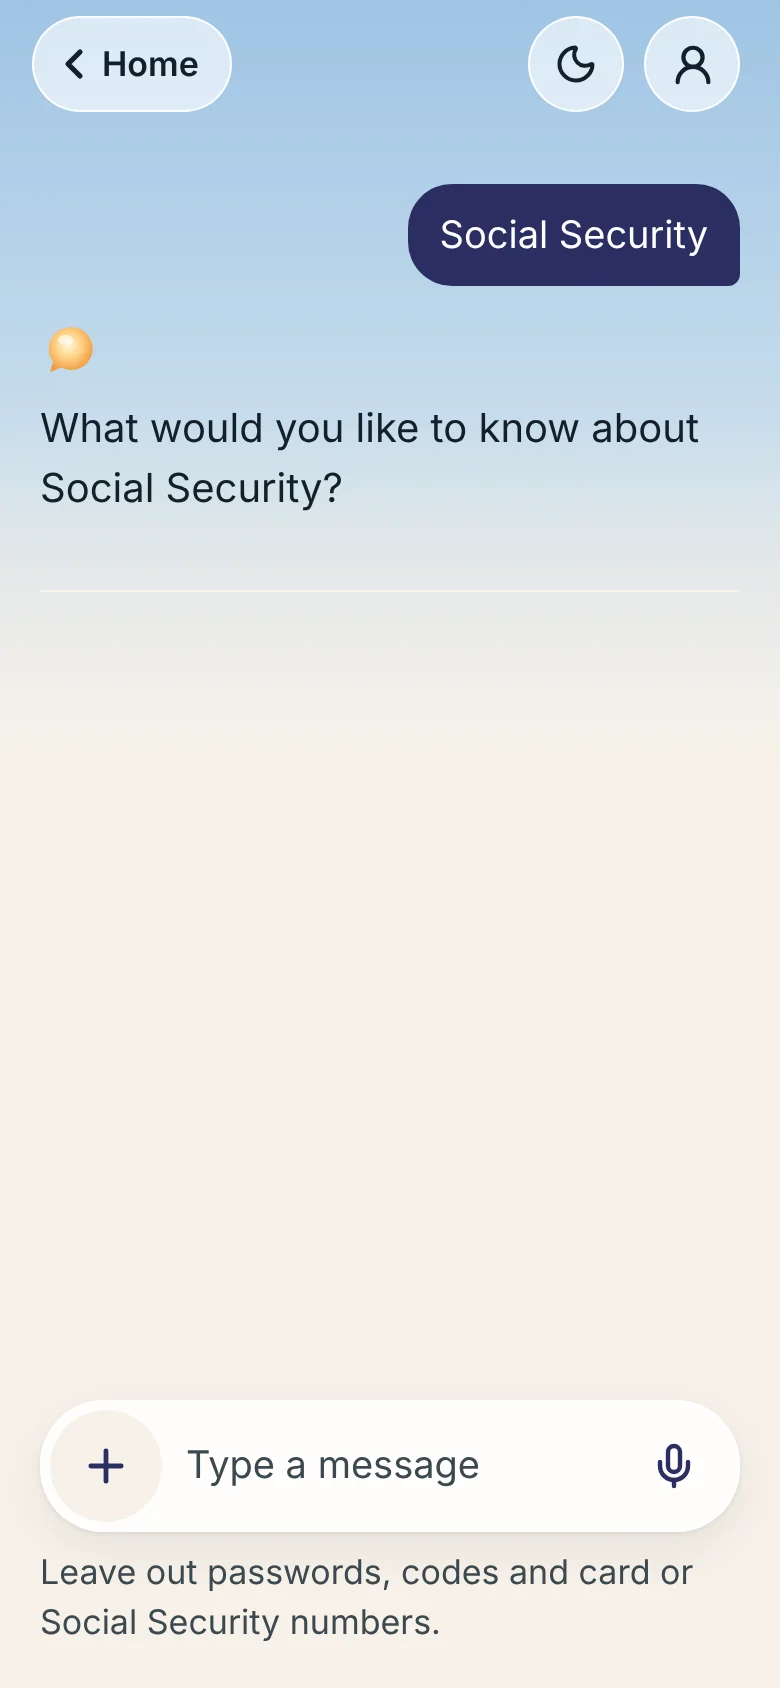 Home
Social Security
What would you like to know about
Social Security?
Type a message
Leave out passwords, codes and card or
Social Security numbers.